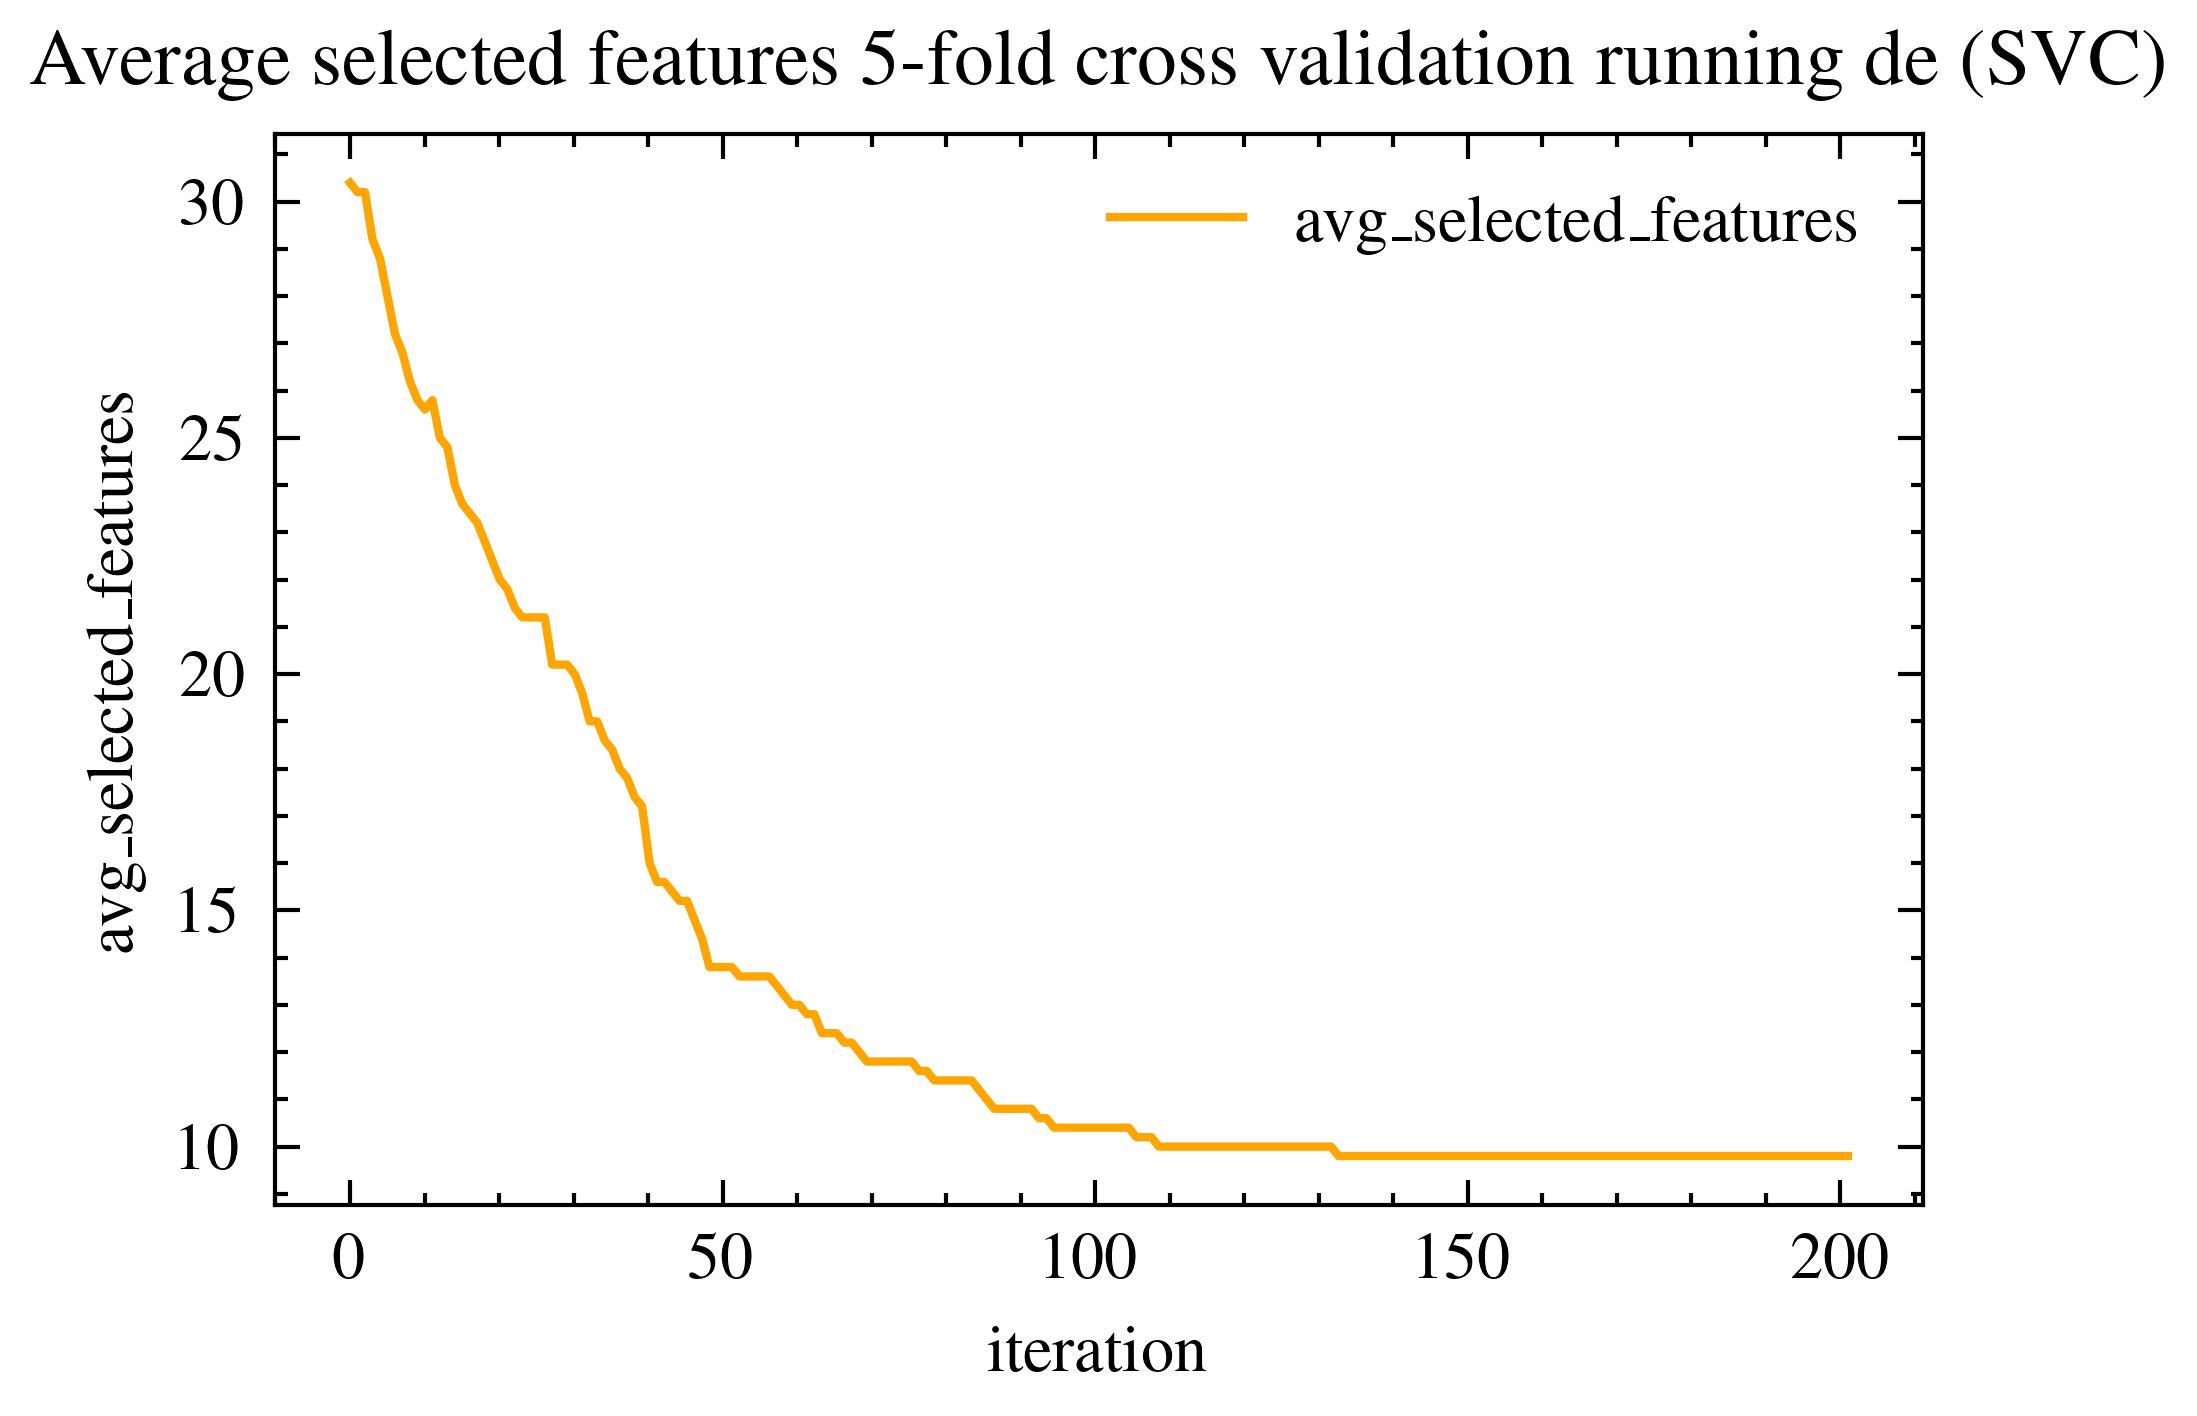 Average selected features 5-fold cross validation running de (SVC)
avg_selected_features
avg_selected_features
30
25
20
15
10
0 50 100 150 200
iteration